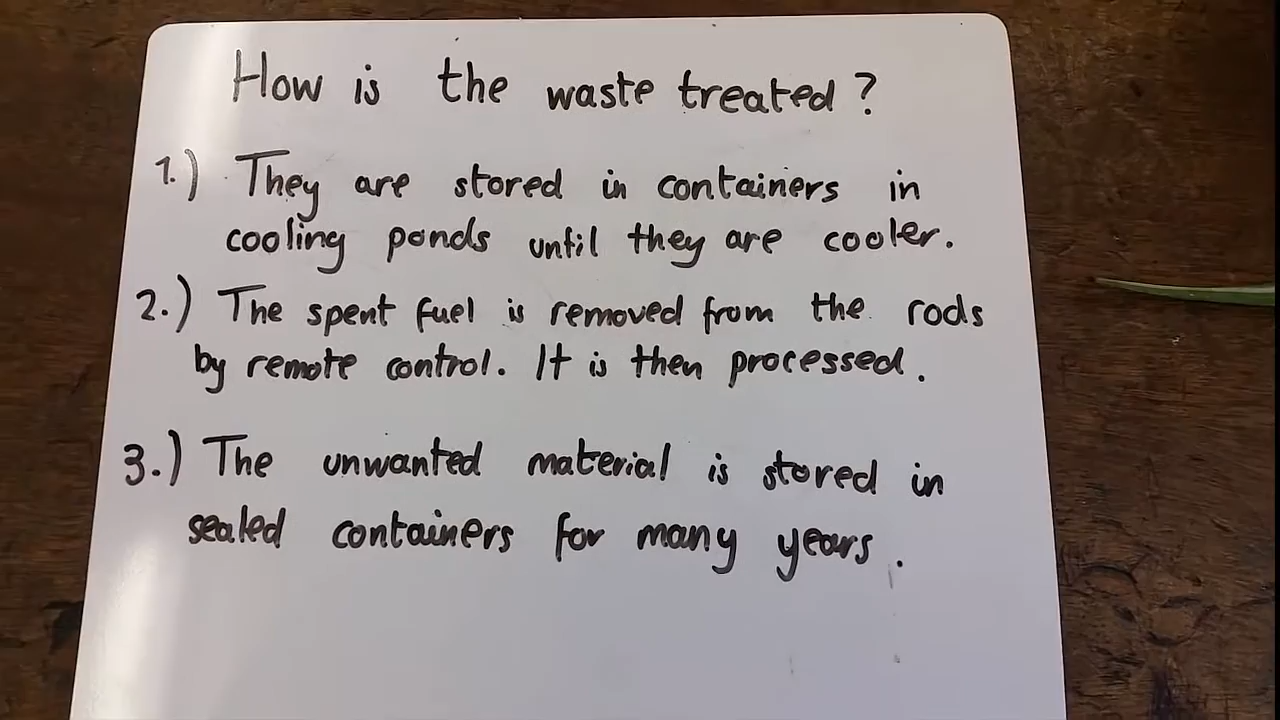 How is the waste treated?
1.) They are stored in containers in
cooling ponds until they are cooler.
2.) The spent fuel is removed from the rods
by remote control. It is then processed.
3.) The unwanted material is stored in
sealed containers for many years.